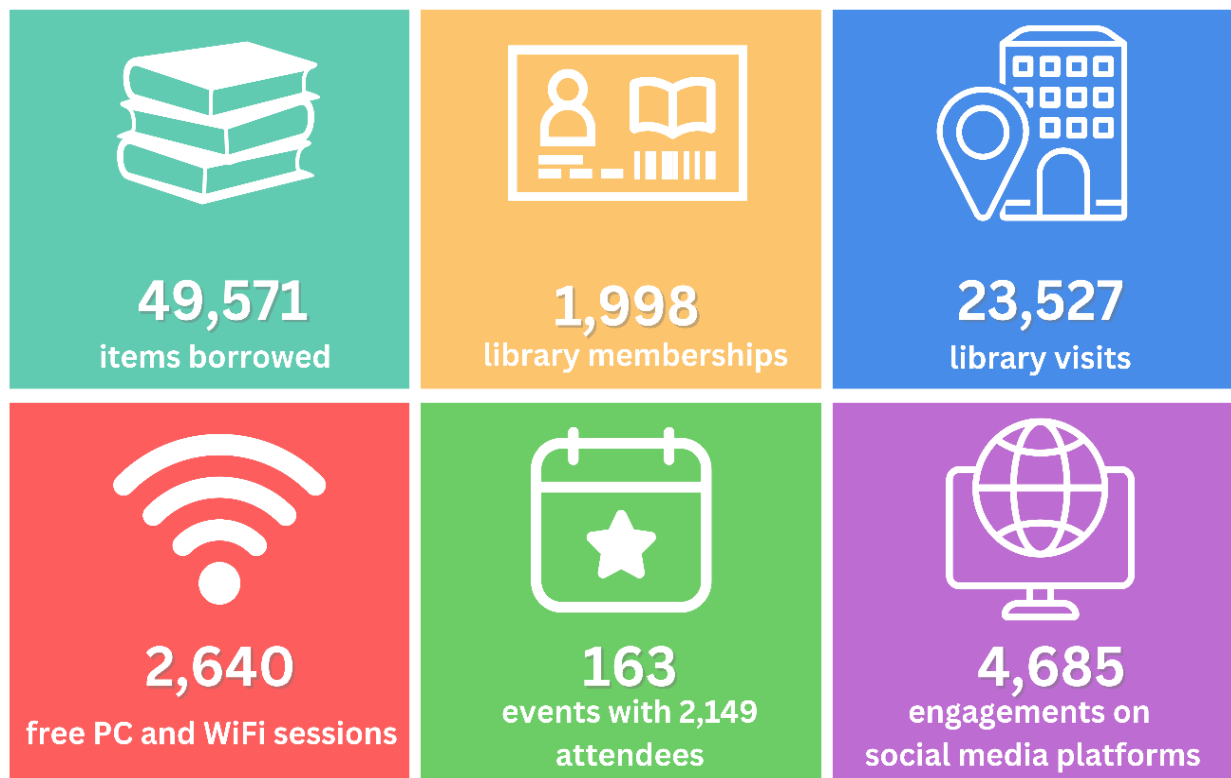 49,571
items borrowed
1,998
library memberships
23,527
library visits
2,640
free PC and WiFi sessions
163
events with 2,149
attendees
4,685
engagements on
social media platforms